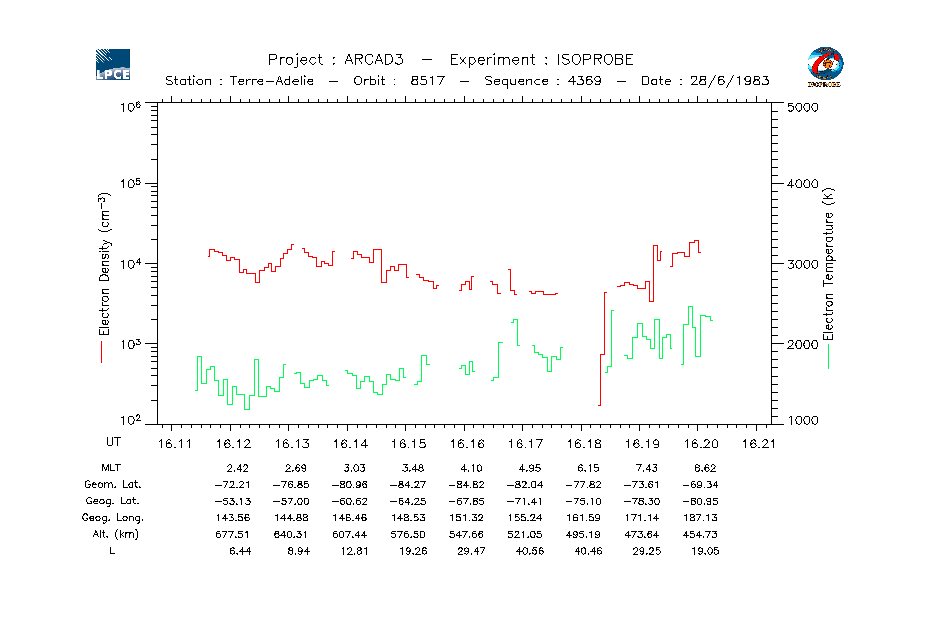 LPCE
Project : ARCAD3 − Experiment : ISOPROBE
Station : Terre-Adelie − Orbit : 8517 − Sequence : 4369 − Date : 28/6/1983
ISOPROBE
10⁶
10⁵
10⁴
10³
10²
Electron Density (cm⁻³)
5000
4000
3000
2000
1000
Electron Temperature (K)
UT 16.11 16.12 16.13 16.14 16.15 16.16 16.17 16.18 16.19 16.20 16.21
MLT 2.42 2.69 3.03 3.48 4.10 4.95 6.15 7.43 8.62
Geom. Lat. −72.21 −76.85 −80.96 −84.27 −84.82 −82.04 −77.82 −73.61 −69.34
Geog. Lat. −53.13 −57.00 −60.62 −64.25 −67.85 −71.41 −75.10 −78.30 −80.95
Geog. Long. 143.56 144.88 146.46 148.53 151.32 155.24 161.59 171.14 187.13
Alt. (km) 677.51 640.31 607.44 576.50 547.66 521.05 495.19 473.64 454.73
L 6.44 8.94 12.81 19.26 29.47 40.56 40.46 29.25 19.05